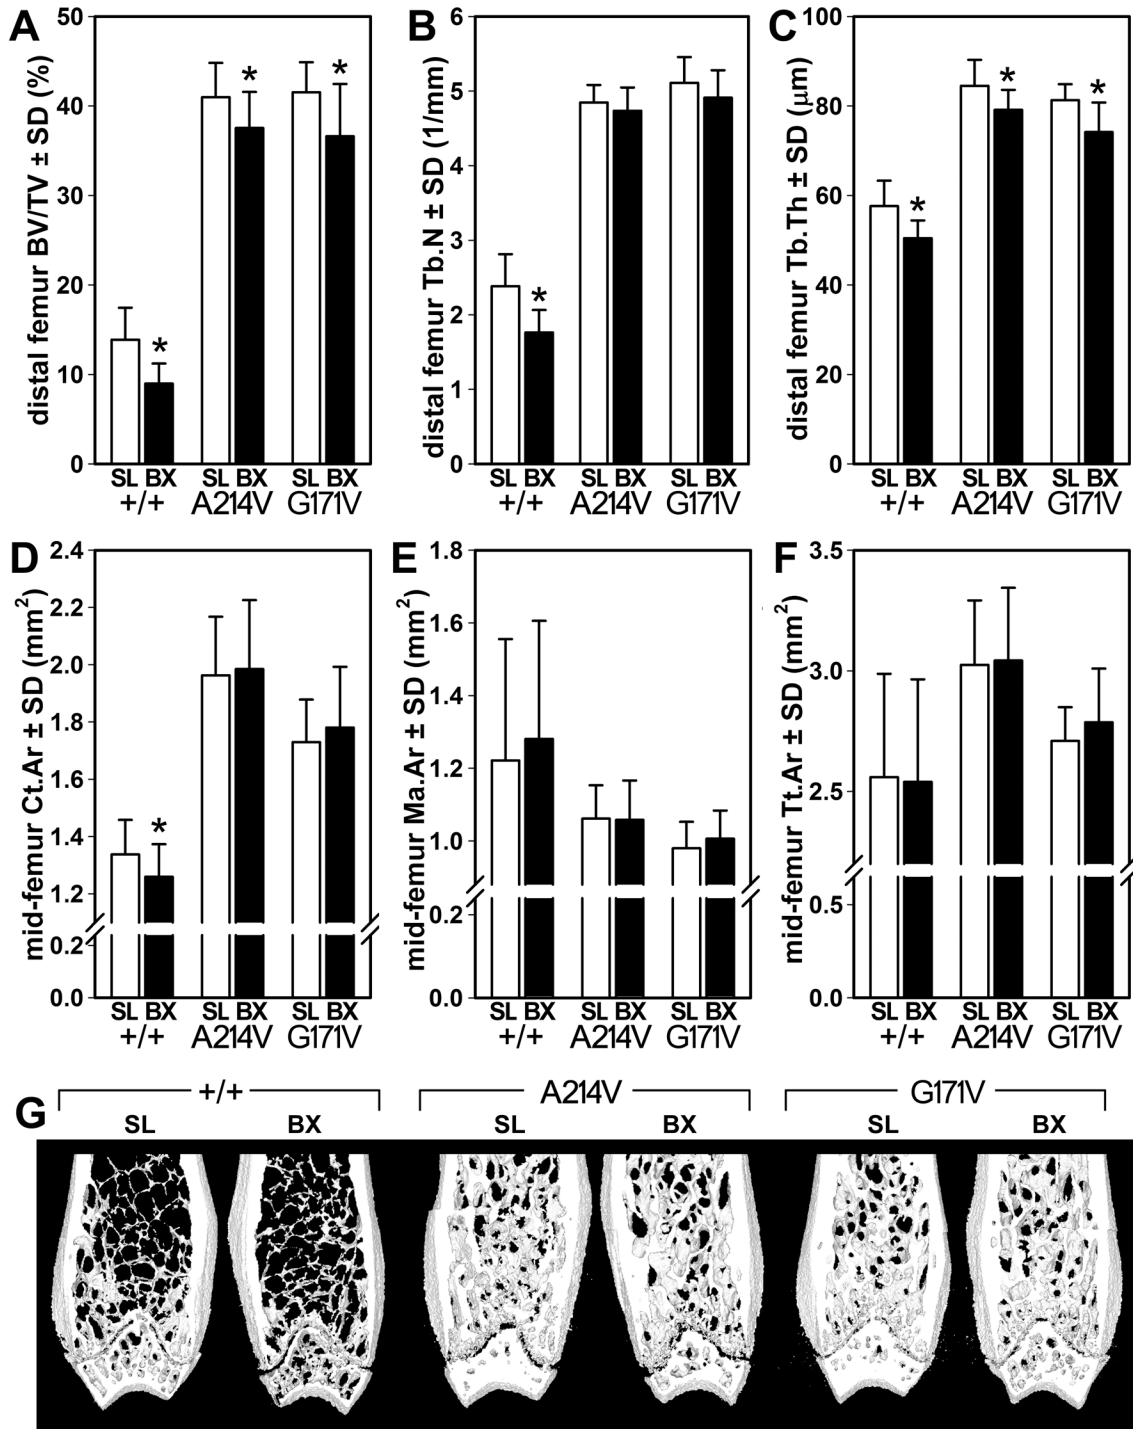 A
distal femur BV/TV ± SD (%)
50
40
30
20
10
0
*
*
*
SL BX SL BX SL BX
+/+ A214V G171V
B
distal femur Tb.N ± SD (1/mm)
6
5
4
3
2
1
0
*
SL BX SL BX SL BX
+/+ A214V G171V
C
distal femur Tb.Th ± SD (µm)
100
80
60
40
20
0
*
*
*
SL BX SL BX SL BX
+/+ A214V G171V
D
mid-femur Ct.Ar ± SD (mm²)
2.4
2.2
2.0
1.8
1.6
1.4
1.2
0.2
0.0
*
SL BX SL BX SL BX
+/+ A214V G171V
E
mid-femur Ma.Ar ± SD (mm²)
1.8
1.6
1.4
1.2
1.0
0.2
0.0
SL BX SL BX SL BX
+/+ A214V G171V
F
mid-femur Tt.Ar ± SD (mm²)
3.5
3.0
2.5
0.5
0.0
SL BX SL BX SL BX
+/+ A214V G171V
G
+/+ A214V G171V
SL BX SL BX SL BX